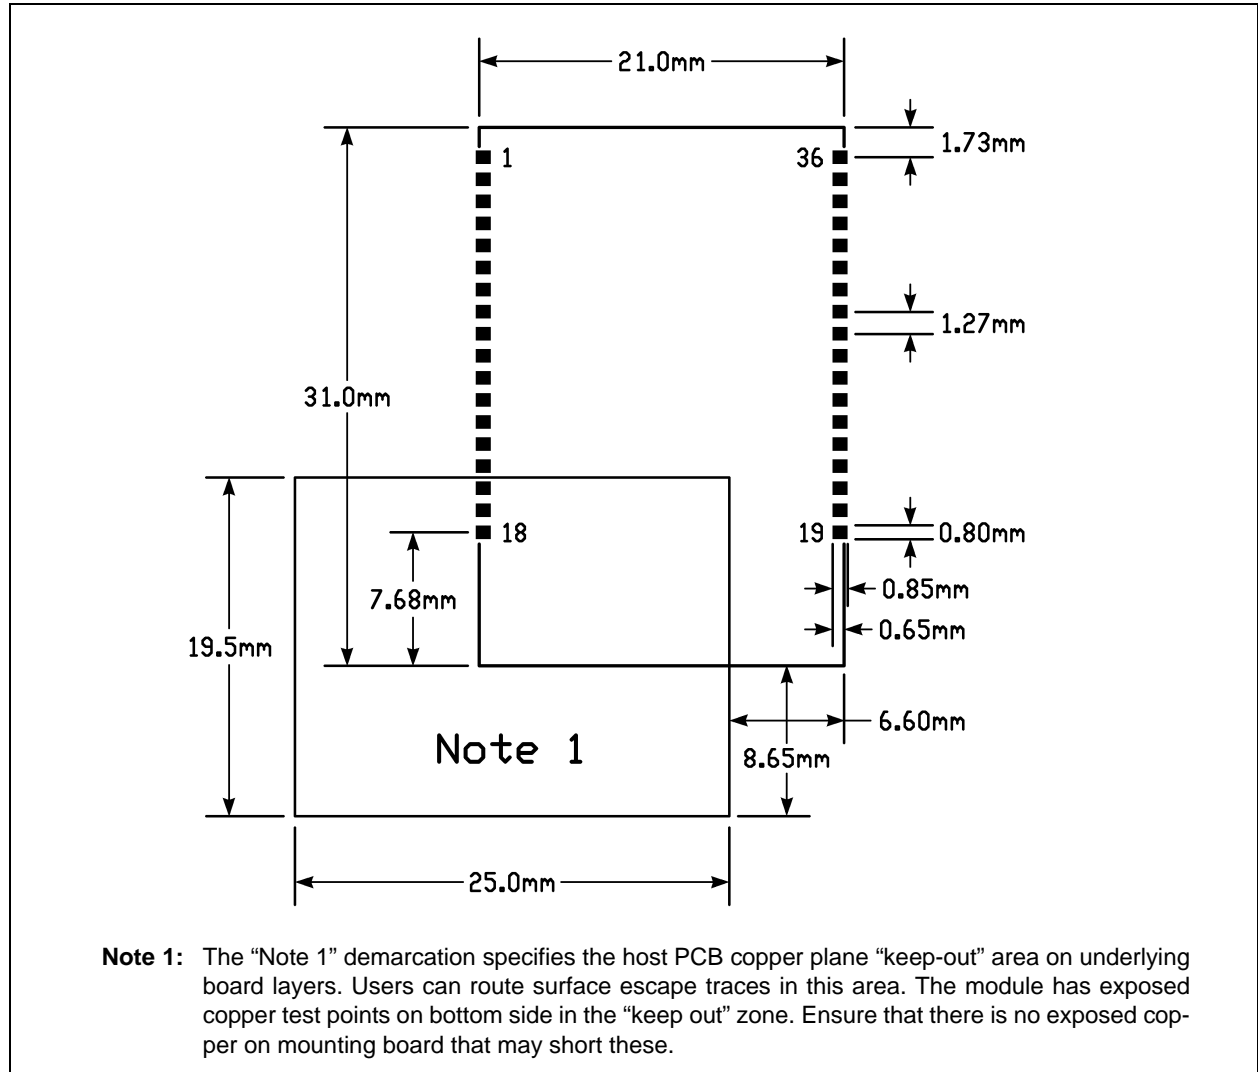 21.0mm
1.73mm
1
36
1.27mm
31.0mm
18
19
0.80mm
7.68mm
0.85mm
0.65mm
19.5mm
6.60mm
Note 1
8.65mm
25.0mm
Note 1: The “Note 1” demarcation specifies the host PCB copper plane “keep-out” area on underlying
board layers. Users can route surface escape traces in this area. The module has exposed
copper test points on bottom side in the “keep out” zone. Ensure that there is no exposed cop-
per on mounting board that may short these.